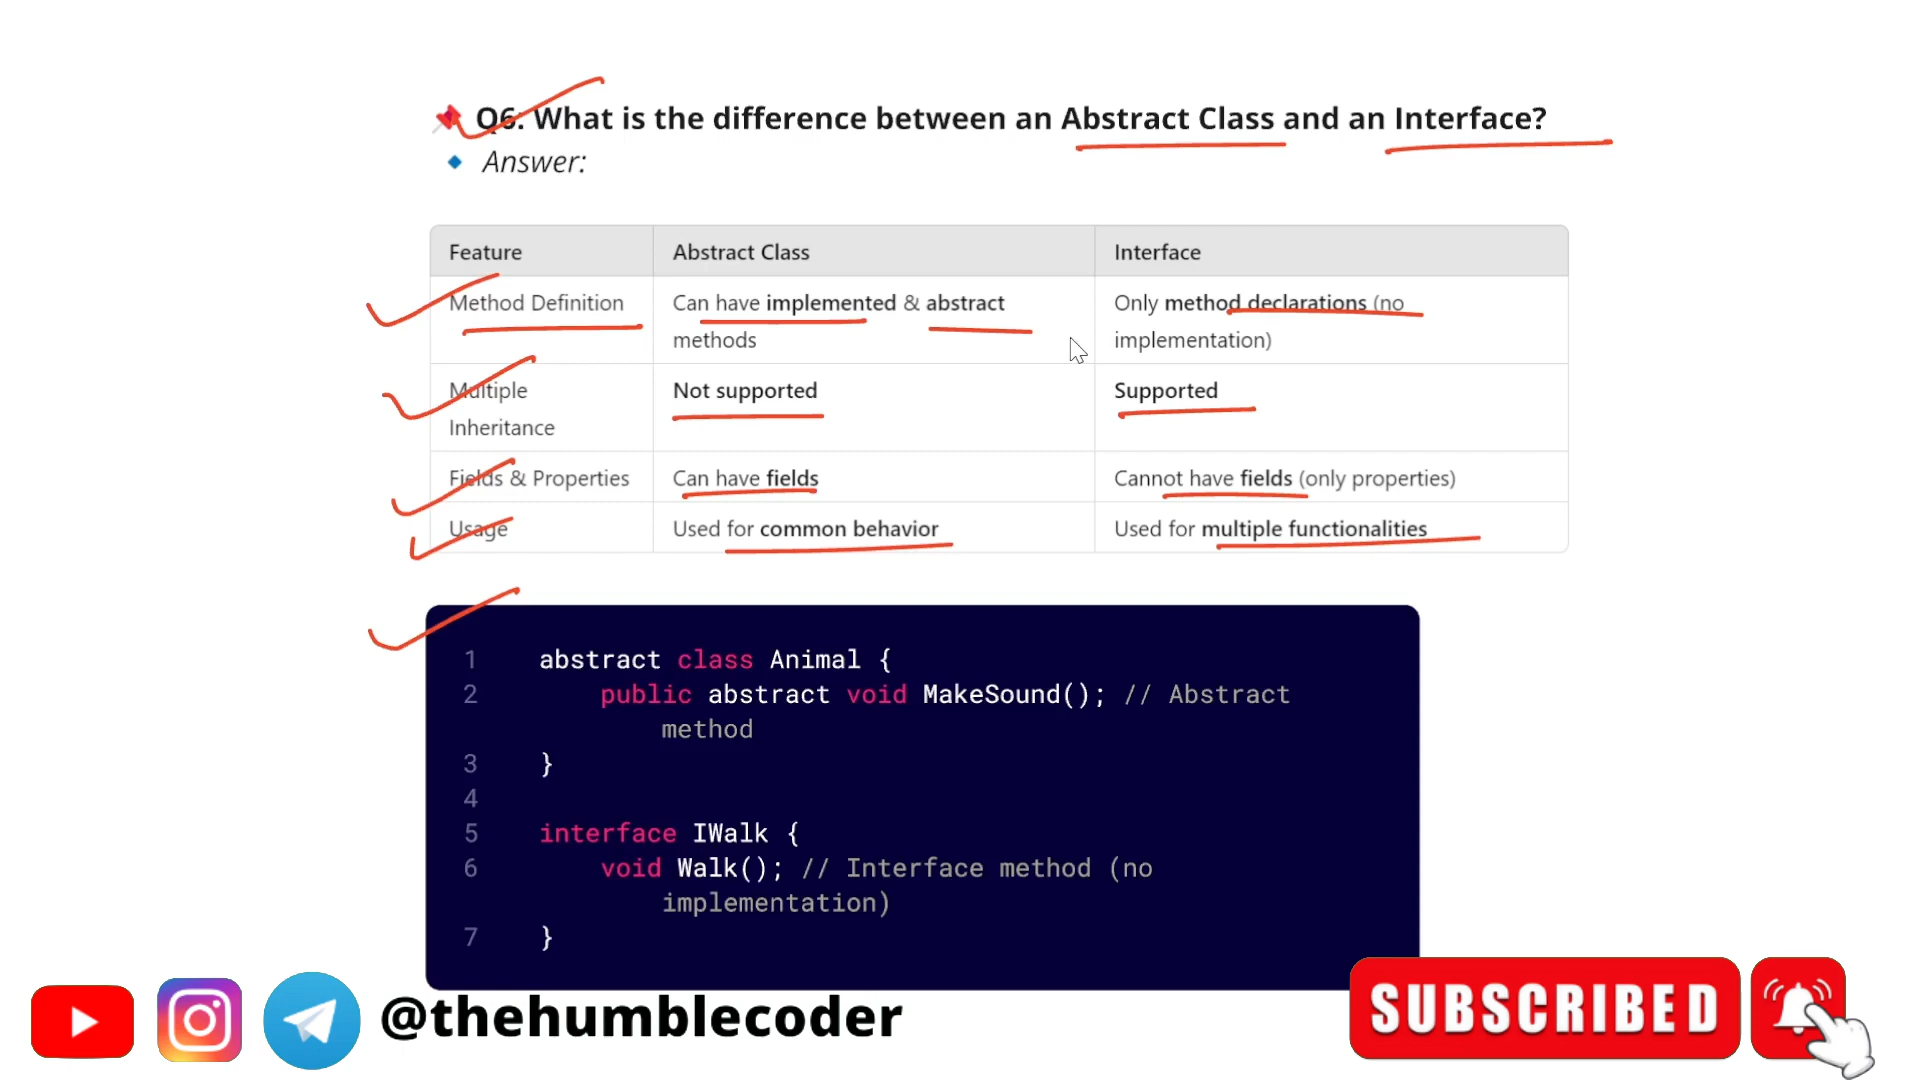 Q6: What is the difference between an Abstract Class and an Interface?
Answer:
Feature Abstract Class Interface
Method Definition Can have implemented & abstract methods Only method declarations (no implementation)
Multiple Inheritance Not supported Supported
Fields & Properties Can have fields Cannot have fields (only properties)
Usage Used for common behavior Used for multiple functionalities
1 abstract class Animal {
2 public abstract void MakeSound(); // Abstract
method
3 }
4
5 interface IWalk {
6 void Walk(); // Interface method (no
implementation)
7 }
@thehumblecoder
SUBSCRIBED